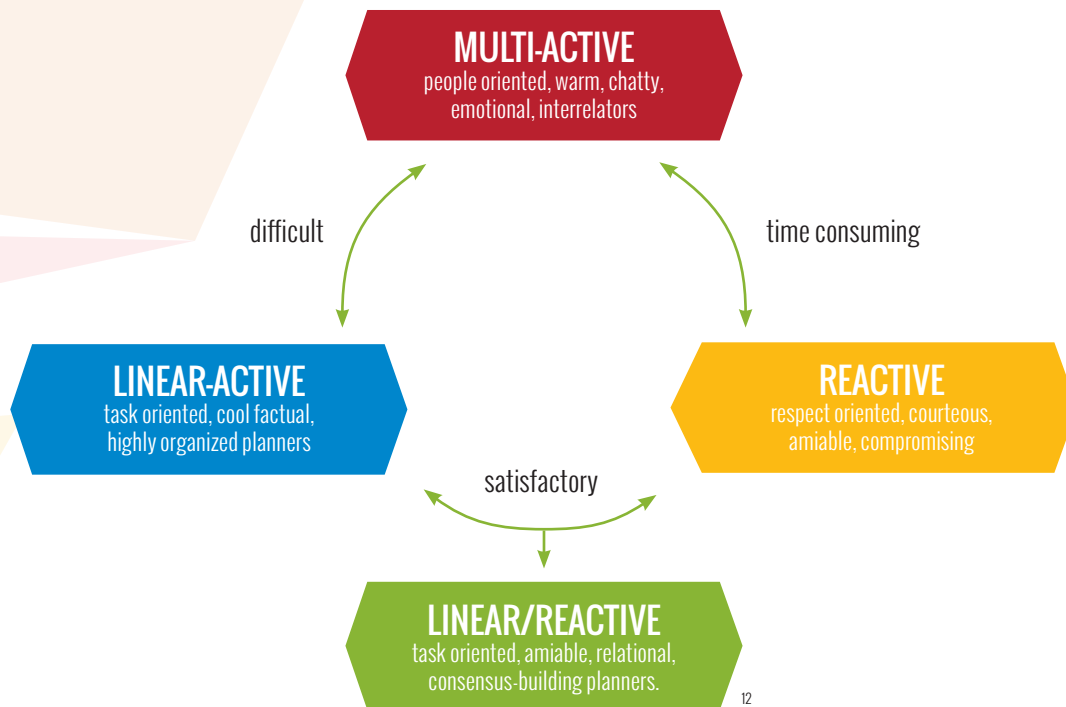 MULTI-ACTIVE
people oriented, warm, chatty,
emotional, interrelators
difficult
time consuming
LINEAR-ACTIVE
task oriented, cool factual,
highly organized planners
REACTIVE
respect oriented, courteous,
amiable, compromising
satisfactory
LINEAR/REACTIVE
task oriented, amiable, relational,
consensus-building planners.
12